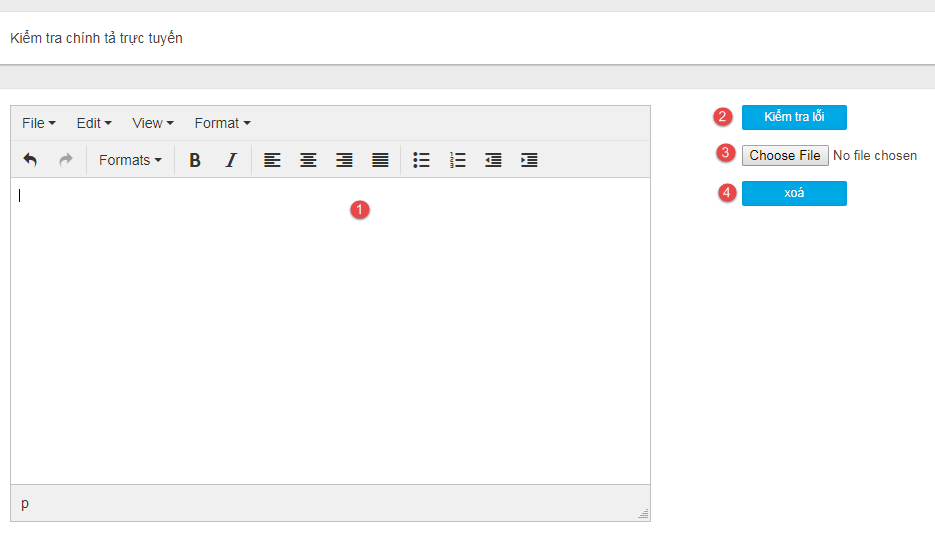 Kiểm tra chính tả trực tuyến
File Edit View Format
Formats B I
1
p
2 Kiểm tra lỗi
3 Choose File No file chosen
4 xoá